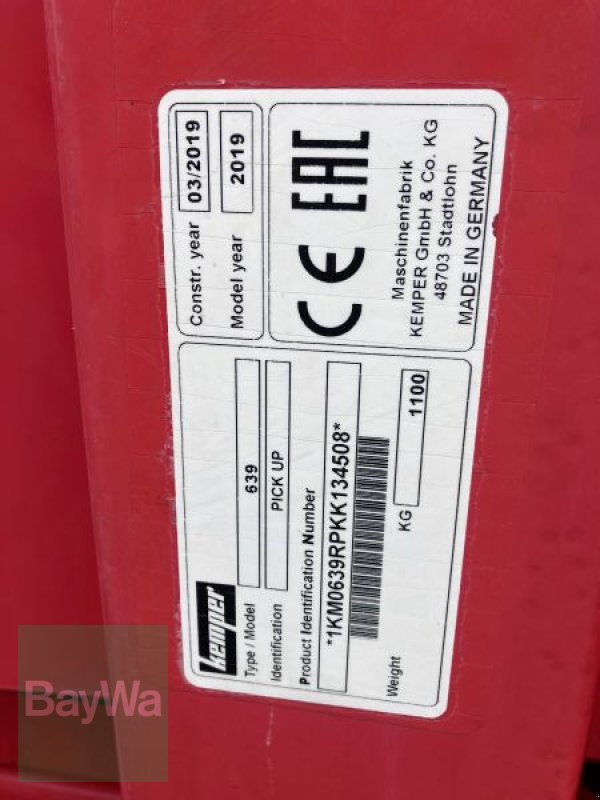 kemper
Type / Model 639
Identification PICK UP
Product Identification Number
*1KM0639RPKK134508*
Weight KG 1100
Constr. year 03/2019
Model year 2019
CE EAC
Maschinenfabrik
KEMPER GmbH & Co. KG
48703 Stadtlohn
MADE IN GERMANY
BayWa